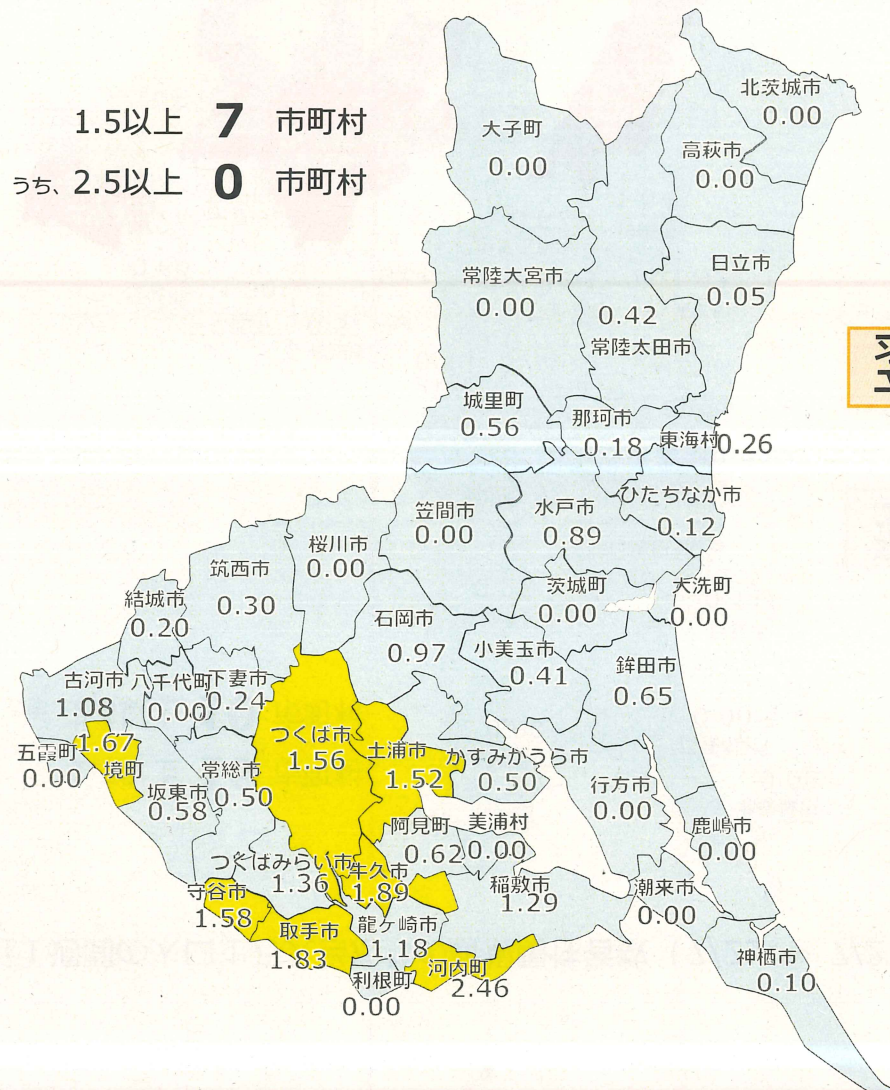 1.5以上 7 市町村
うち、2.5以上 0 市町村
北茨城市
0.00
大子町
0.00
高萩市
0.00
日立市
0.05
常陸大宮市
0.00
0.42
常陸太田市
城里町
0.56
那珂市
0.18
東海村
0.26
ひたちなか市
0.12
笠間市
0.00
水戸市
0.89
桜川市
0.00
筑西市
0.30
茨城町
0.00
大洗町
0.00
結城市
0.20
石岡市
0.97
小美玉市
0.41
鉾田市
0.65
古河市
1.08
八千代町
0.00
下妻市
0.24
つくば市
1.56
土浦市
1.52
かすみがうら市
0.50
五霞町
0.00
1.67
境町
坂東市
0.58
常総市
0.50
行方市
0.00
鹿嶋市
0.00
阿見町
0.62
美浦村
0.00
つくばみらい市
1.36
牛久市
1.89
稲敷市
1.29
潮来市
0.00
守谷市
1.58
取手市
1.83
龍ヶ崎市
1.18
河内町
2.46
利根町
0.00
神栖市
0.10